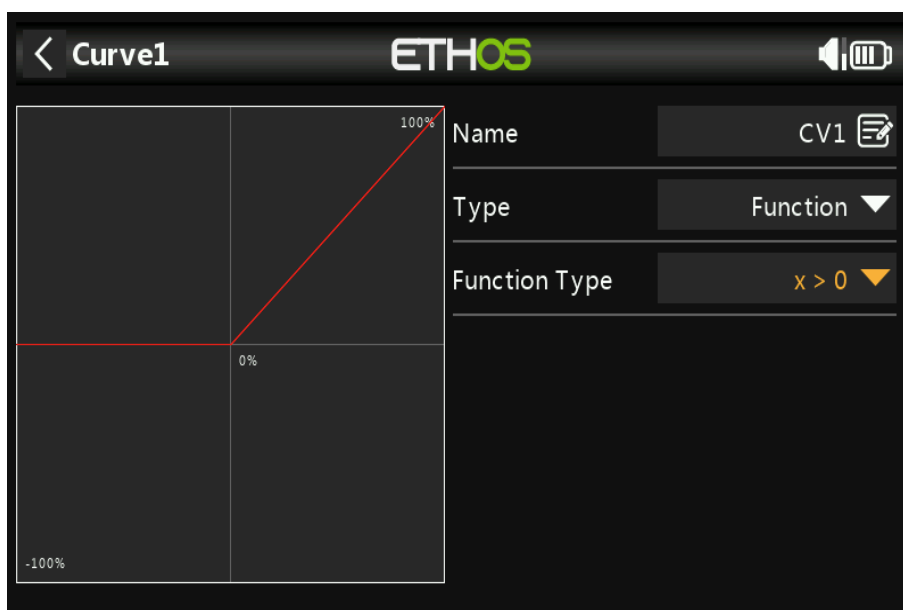 Curve1
ETHOS
100%
0%
-100%
Name
CV1
Type
Function
Function Type
x > 0